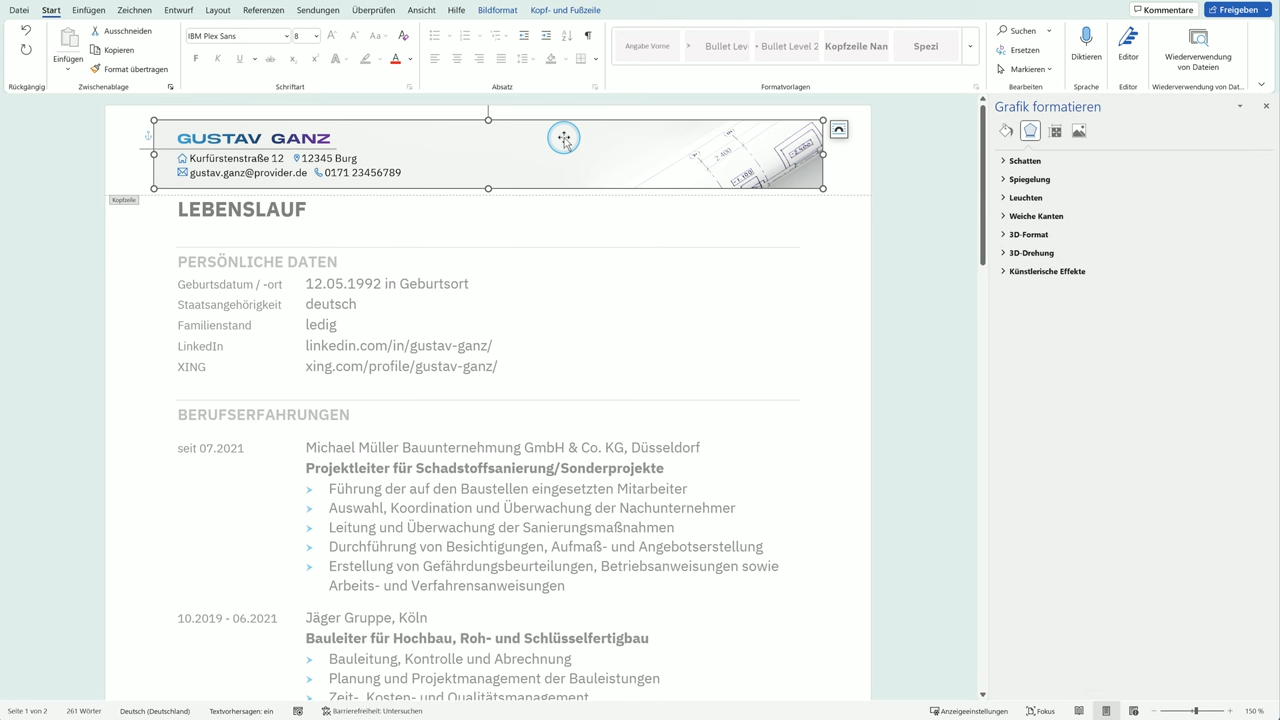 Datei Start Einfügen Zeichnen Entwurf Layout Referenzen Sendungen Überprüfen Ansicht Hilfe Bildformat Kopf- und Fußzeile Kommentare Freigeben
Einfügen
Ausschneiden
Kopieren
Format übertragen
IBM Plex Sans 8
Angabe Vorne
Bullet Lev
Bullet Level 2
Kopfzeile Nan
Spezi
Suchen
Ersetzen
Markieren
Diktieren
Editor
Wiederverwendung
von Dateien
Rückgängig Zwischenablage Schriftart Absatz Formatvorlagen Bearbeiten Sprache Editor Wiederverwendung von Dat...
GUSTAV GANZ
Kurfürstenstraße 12 12345 Burg
gustav.ganz@provider.de 0171 23456789
2.400
Kopfzeile
LEBENSLAUF
PERSÖNLICHE DATEN
Geburtsdatum / -ort 12.05.1992 in Geburtsort
Staatsangehörigkeit deutsch
Familienstand ledig
LinkedIn linkedin.com/in/gustav-ganz/
XING xing.com/profile/gustav-ganz/
BERUFSERFAHRUNGEN
seit 07.2021 Michael Müller Bauunternehmung GmbH & Co. KG, Düsseldorf
Projektleiter für Schadstoffsanierung/Sonderprojekte
Führung der auf den Baustellen eingesetzten Mitarbeiter
Auswahl, Koordination und Überwachung der Nachunternehmer
Leitung und Überwachung der Sanierungsmaßnahmen
Durchführung von Besichtigungen, Aufmaß- und Angebotserstellung
Erstellung von Gefährdungsbeurteilungen, Betriebsanweisungen sowie
Arbeits- und Verfahrensanweisungen
10.2019 - 06.2021 Jäger Gruppe, Köln
Bauleiter für Hochbau, Roh- und Schlüsselfertigbau
Bauleitung, Kontrolle und Abrechnung
Planung und Projektmanagement der Bauleistungen
Zeit-, Kosten- und Qualitätsmanagement
Grafik formatieren
Schatten
Spiegelung
Leuchten
Weiche Kanten
3D-Format
3D-Drehung
Künstlerische Effekte
Seite 1 von 2 261 Wörter Deutsch (Deutschland) Textvorhersagen: ein Barrierefreiheit: Untersuchen Anzeigeeinstellungen Fokus 150 %